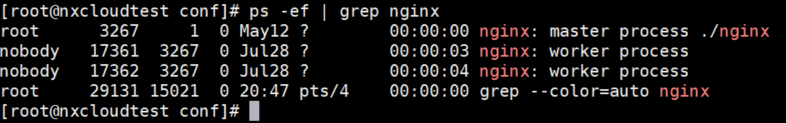 [root@nxcloudtest conf]# ps -ef | grep nginx
root      3267     1  0 May12 ?        00:00:00 nginx: master process ./nginx
nobody   17361  3267  0 Jul28 ?        00:00:03 nginx: worker process
nobody   17362  3267  0 Jul28 ?        00:00:04 nginx: worker process
root     29131 15021  0 20:47 pts/4    00:00:00 grep --color=auto nginx
[root@nxcloudtest conf]#